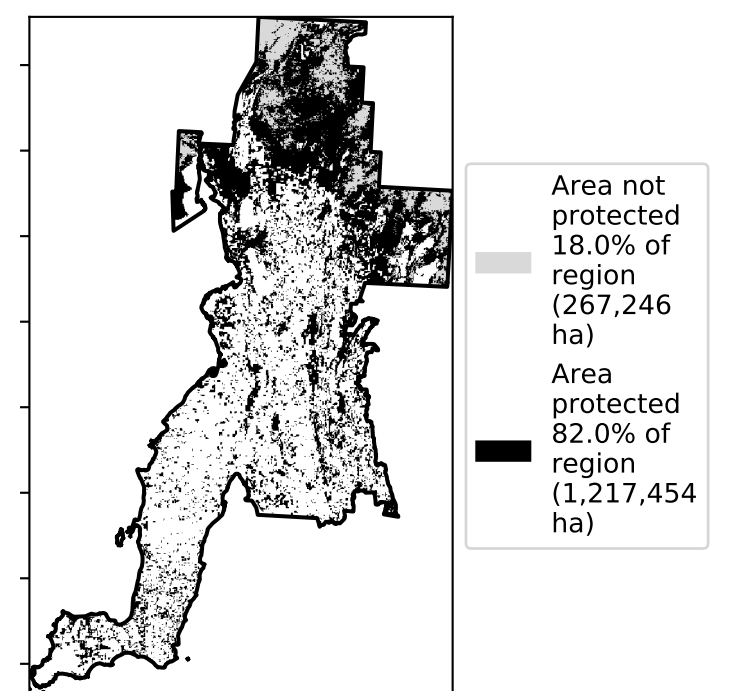 Area not
protected
18.0% of
region
(267,246
ha)
Area
protected
82.0% of
region
(1,217,454
ha)